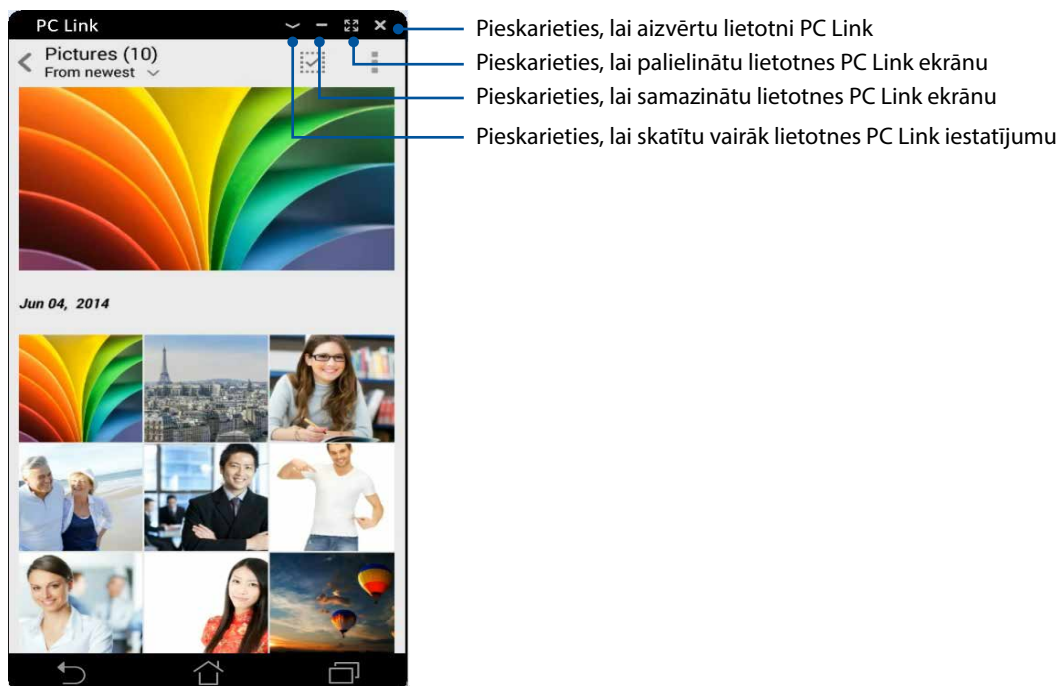 PC Link
Pictures (10)
From newest
Jun 04, 2014
Pieskarieties, lai aizvērtu lietotni PC Link
Pieskarieties, lai palielinātu lietotnes PC Link ekrānu
Pieskarieties, lai samazinātu lietotnes PC Link ekrānu
Pieskarieties, lai skatītu vairāk lietotnes PC Link iestatījumu